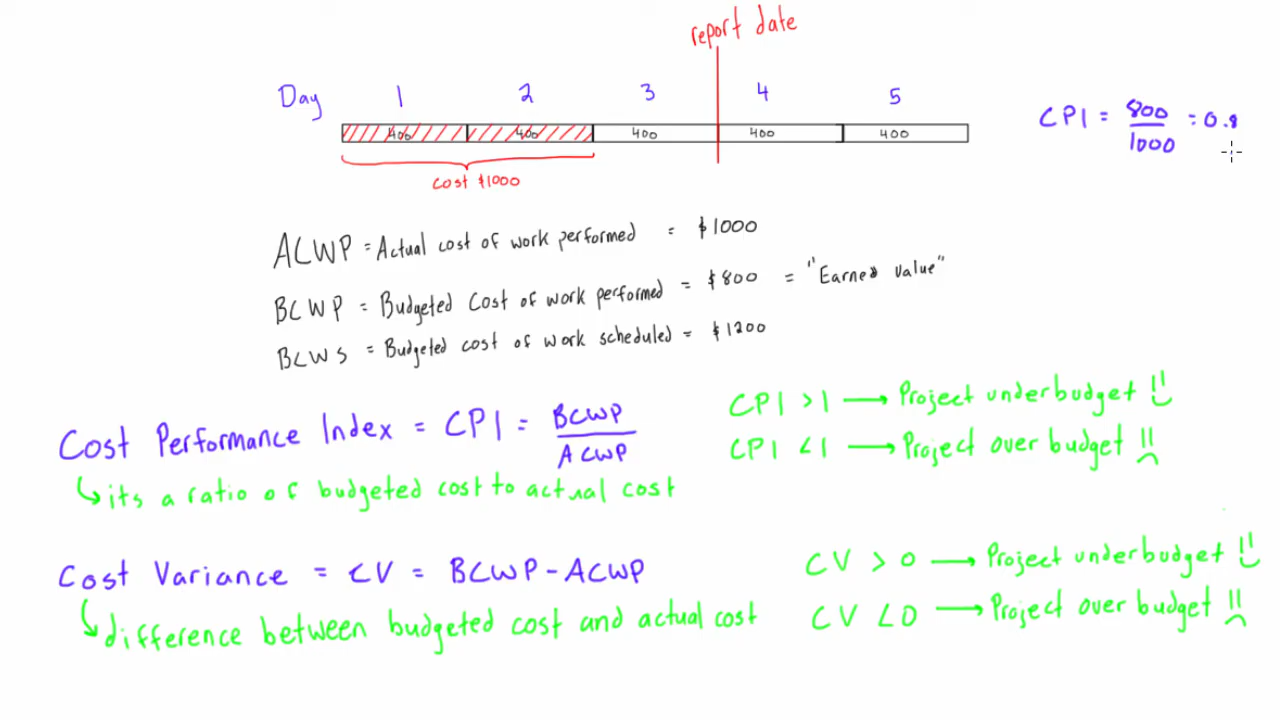 report date
Day 1 2 3 4 5
400 400 400 400 400
CPI = 800/1000 = 0.8
cost $1000
ACWP = Actual cost of work performed = $1000
BCWP = Budgeted Cost of work performed = $800 = "Earned value"
BCWS = Budgeted cost of work scheduled = $1200
Cost Performance Index = CPI = BCWP/ACWP
its a ratio of budgeted cost to actual cost
CPI > 1 → Project underbudget
CPI < 1 → Project over budget
Cost Variance = CV = BCWP - ACWP
difference between budgeted cost and actual cost
CV > 0 → Project underbudget
CV < 0 → Project over budget